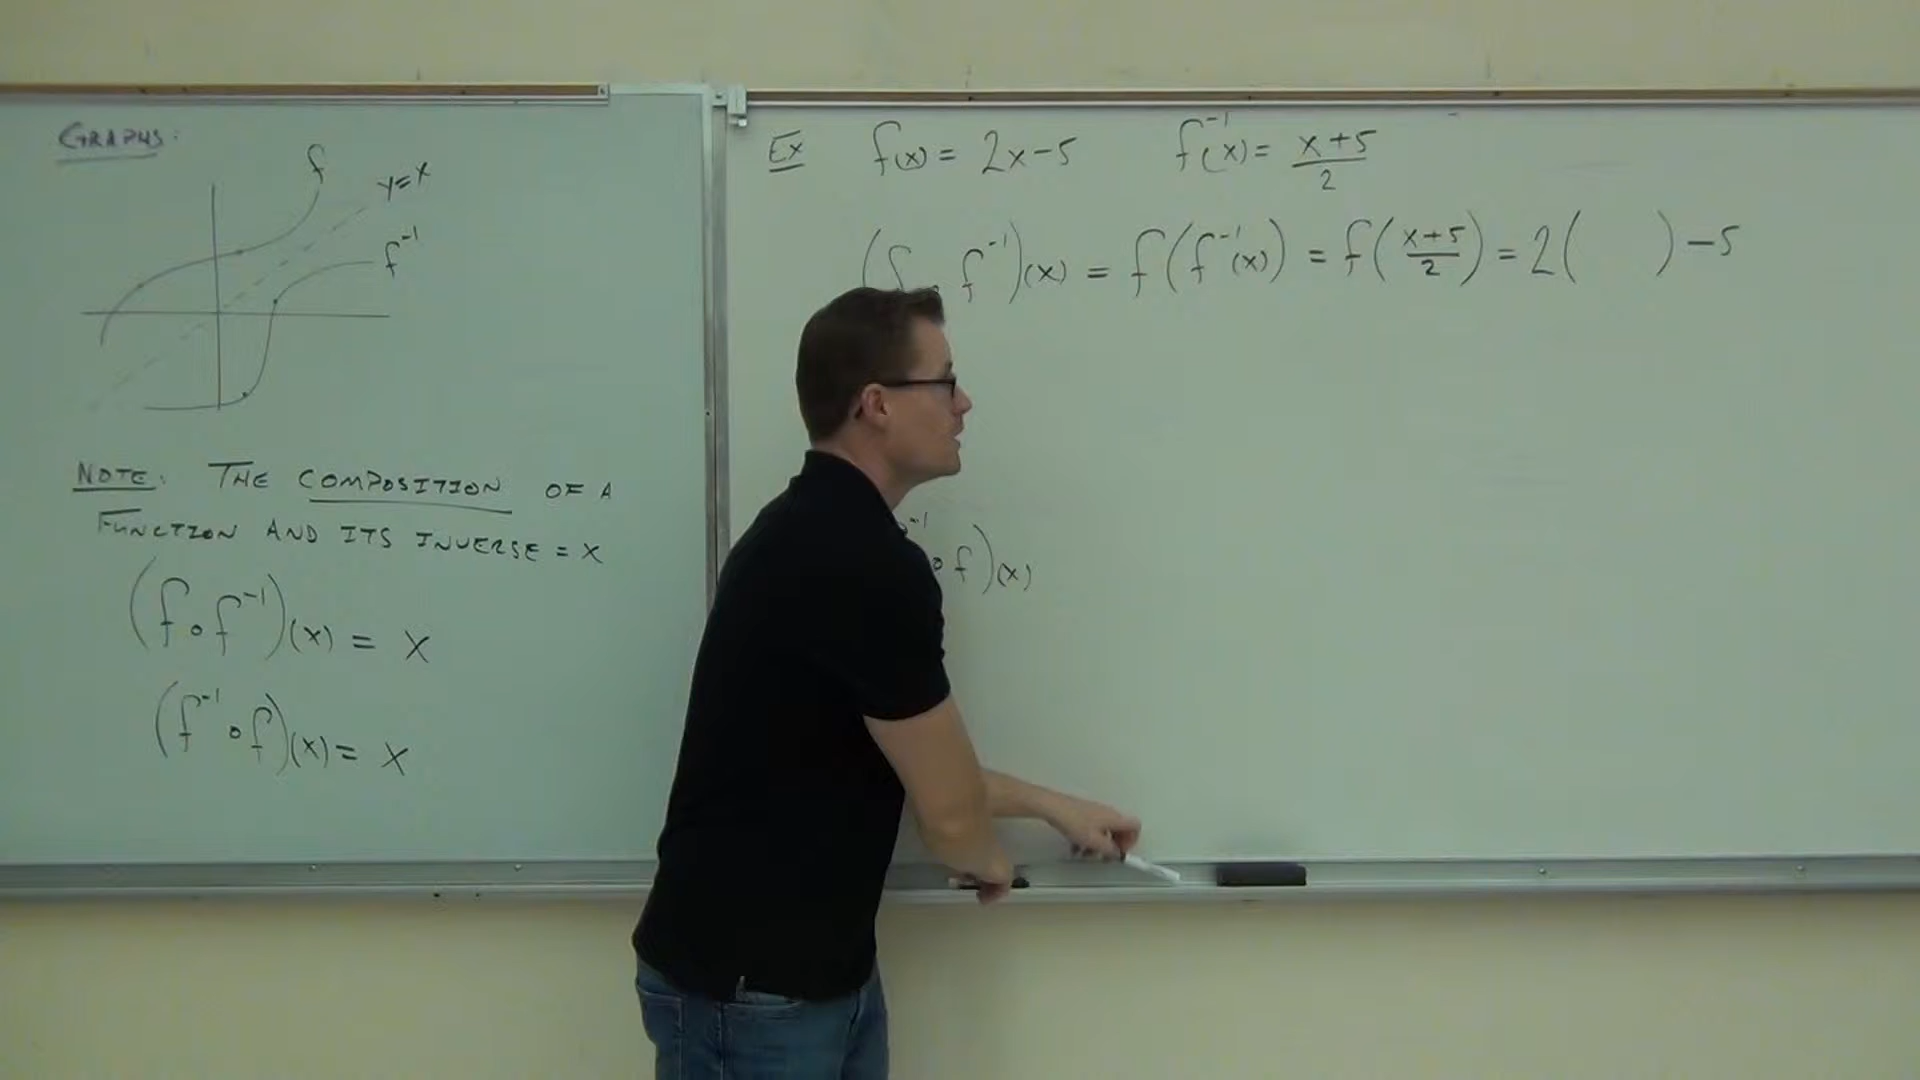 GRAPHS:
f
y=x
f⁻¹
NOTE: THE COMPOSITION OF A
FUNCTION AND ITS INVERSE = X
(f∘f⁻¹)(x) = X
(f⁻¹∘f)(x) = X
Ex f(x) = 2x-5 f⁻¹(x) = (x+5)/2
(f∘f⁻¹)(x) = f(f⁻¹(x)) = f((x+5)/2) = 2( ) -5
⁻¹∘f)(x)